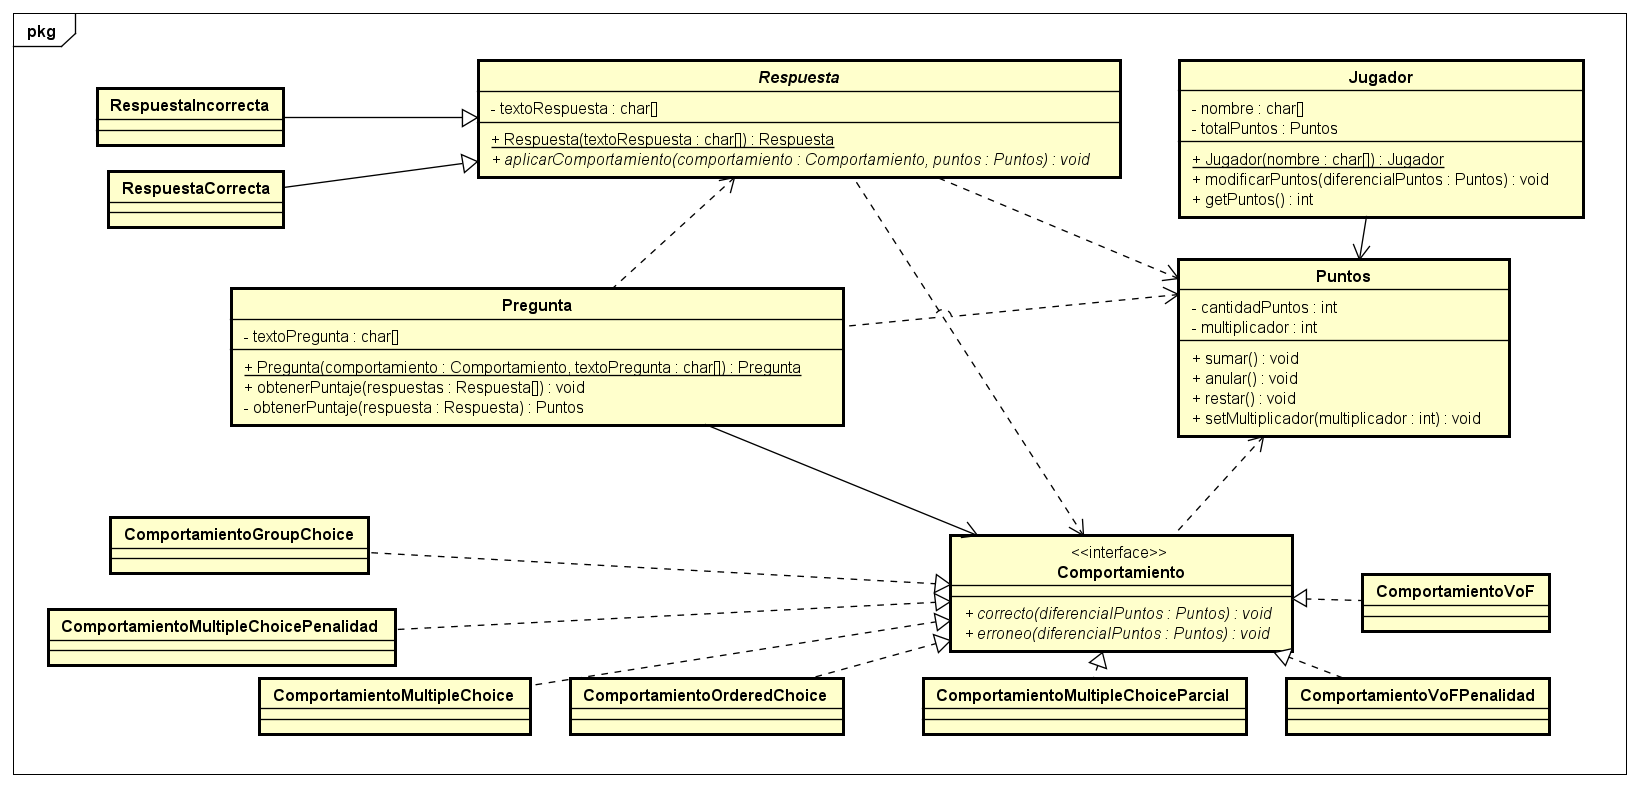 pkg
RespuestaIncorrecta
RespuestaCorrecta
Respuesta
- textoRespuesta : char[]
+ Respuesta(textoRespuesta : char[]) : Respuesta
+ aplicarComportamiento(comportamiento : Comportamiento, puntos : Puntos) : void
Jugador
- nombre : char[]
- totalPuntos : Puntos
+ Jugador(nombre : char[]) : Jugador
+ modificarPuntos(diferencialPuntos : Puntos) : void
+ getPuntos() : int
Pregunta
- textoPregunta : char[]
+ Pregunta(comportamiento : Comportamiento, textoPregunta : char[]) : Pregunta
+ obtenerPuntaje(respuestas : Respuesta[]) : void
- obtenerPuntaje(respuesta : Respuesta) : Puntos
Puntos
- cantidadPuntos : int
- multiplicador : int
+ sumar() : void
+ anular() : void
+ restar() : void
+ setMultiplicador(multiplicador : int) : void
ComportamientoGroupChoice
<<interface>>
Comportamiento
+ correcto(diferencialPuntos : Puntos) : void
+ erroneo(diferencialPuntos : Puntos) : void
ComportamientoVoF
ComportamientoMultipleChoicePenalidad
ComportamientoMultipleChoice
ComportamientoOrderedChoice
ComportamientoMultipleChoiceParcial
ComportamientoVoFPenalidad